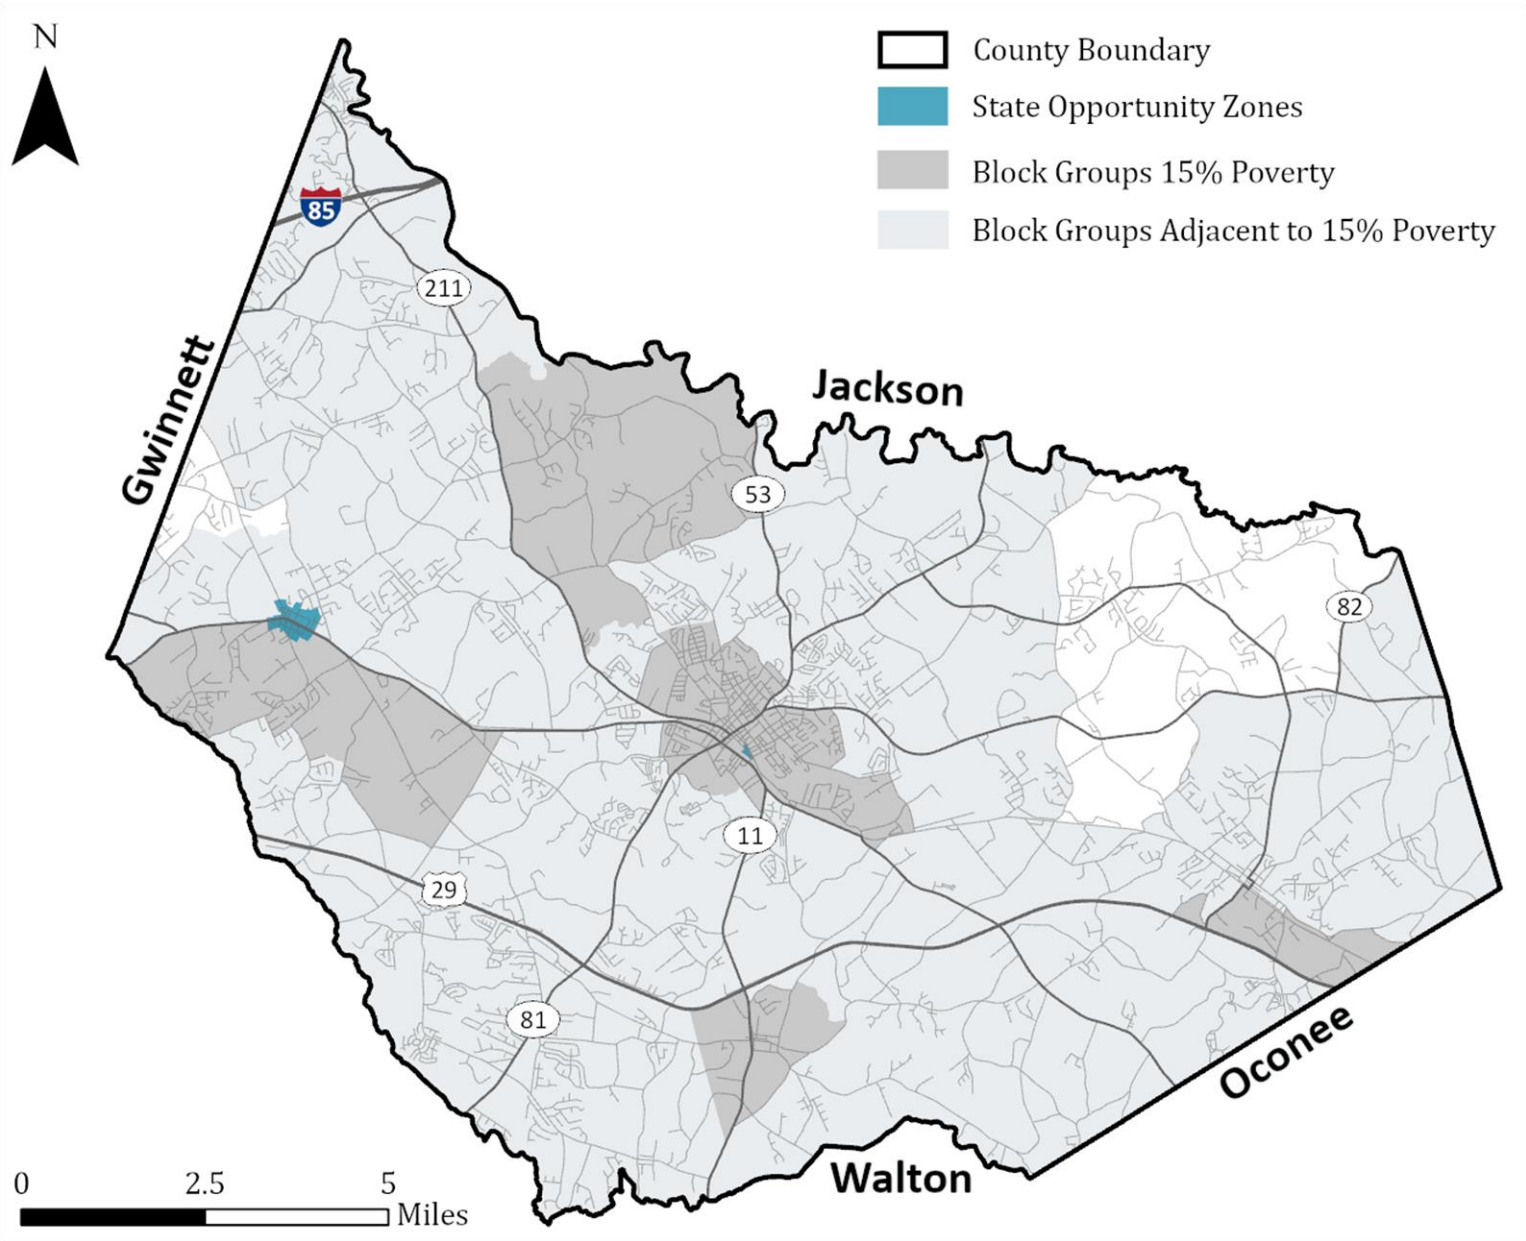 N
County Boundary
State Opportunity Zones
Block Groups 15% Poverty
Block Groups Adjacent to 15% Poverty
85
211
Gwinnett
Jackson
53
82
11
29
81
Oconee
Walton
0 2.5 5
Miles